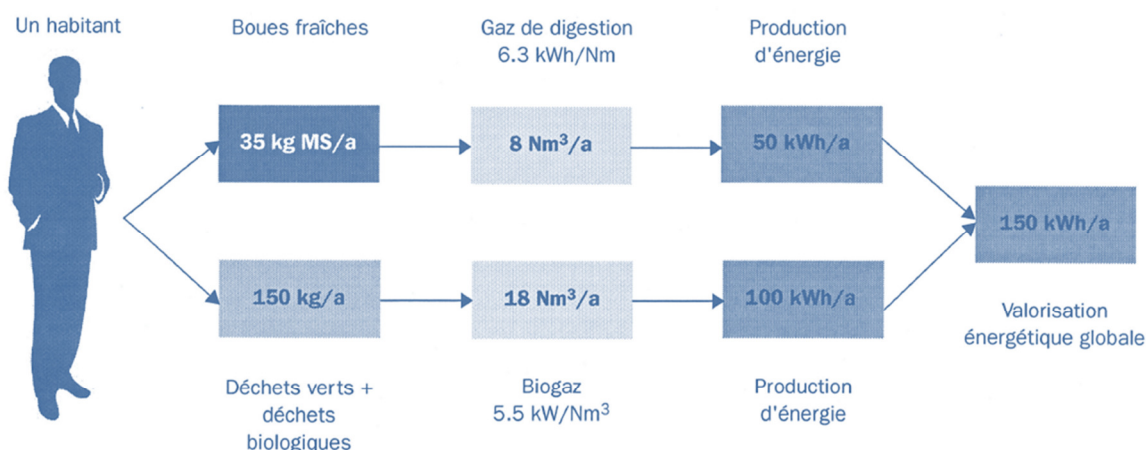 Un habitant
Boues fraîches
Gaz de digestion
6.3 kWh/Nm
Production
d'énergie
35 kg MS/a
8 Nm³/a
50 kWh/a
150 kWh/a
150 kg/a
18 Nm³/a
100 kWh/a
Valorisation
énergétique globale
Déchets verts +
déchets
biologiques
Biogaz
5.5 kW/Nm³
Production
d'énergie